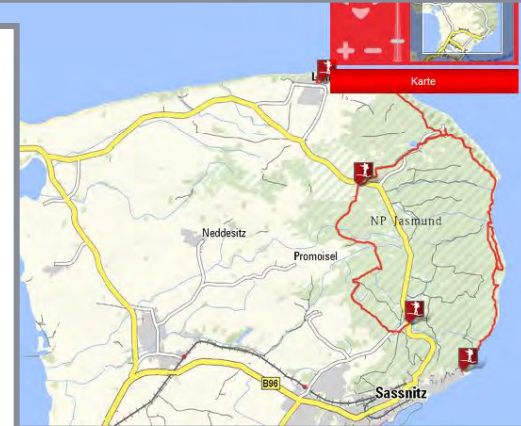 + -
Karte
NP Jasmund
Neddesitz
Promoisel
B96
Sassnitz